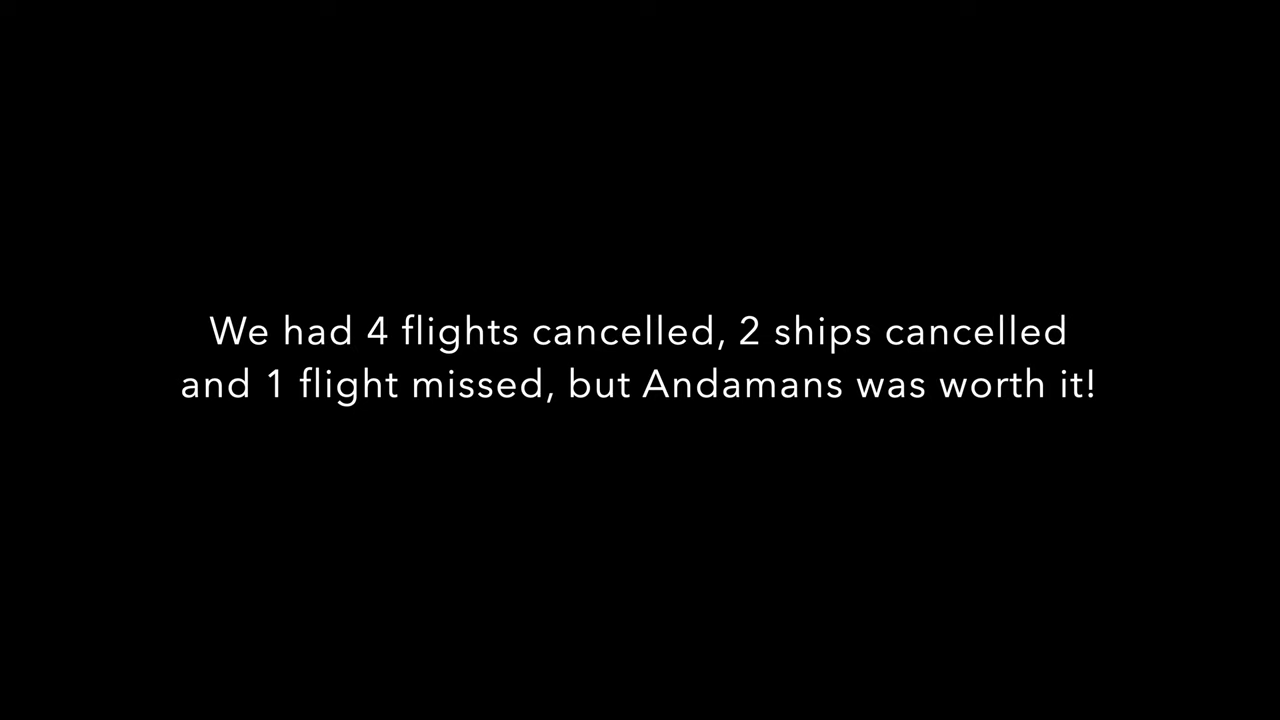 We had 4 flights cancelled, 2 ships cancelled
and 1 flight missed, but Andamans was worth it!